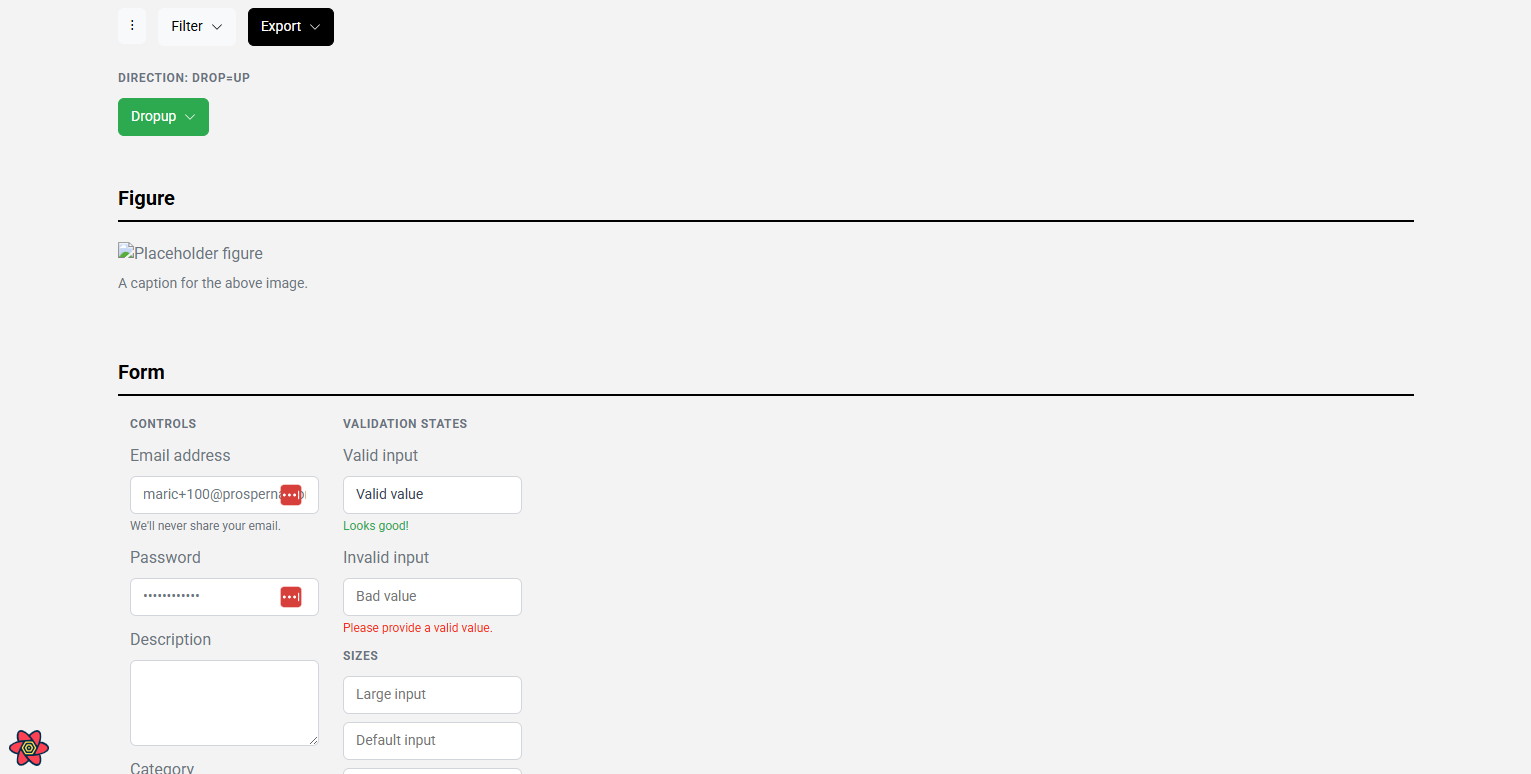 Filter
Export
DIRECTION: DROP=UP
Dropup
Figure
Placeholder figure
A caption for the above image.
Form
CONTROLS
Email address
maric+100@prosperna
We'll never share your email.
Password
Description
Category
VALIDATION STATES
Valid input
Valid value
Looks good!
Invalid input
Bad value
Please provide a valid value.
SIZES
Large input
Default input